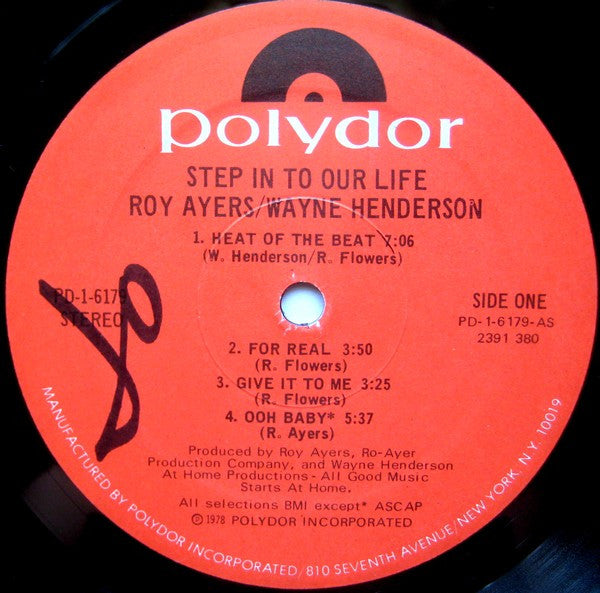 polydor
STEP IN TO OUR LIFE
ROY AYERS/WAYNE HENDERSON
1. HEAT OF THE BEAT 7:06
(W. Henderson/R. Flowers)
PD-1-6179
STEREO
SIDE ONE
PD-1-6179-AS
2391 380
2. FOR REAL 3:50
(R. Flowers)
3. GIVE IT TO ME 3:25
(R. Flowers)
4. OOH BABY* 5:37
(R. Ayers)
Produced by Roy Ayers, Ro-Ayer
Production Company, and Wayne Henderson
At Home Productions - All Good Music
Starts At Home.
All selections BMI except* ASCAP
℗1978 POLYDOR INCORPORATED
MANUFACTURED BY POLYDOR INCORPORATED/810 SEVENTH AVENUE/NEW YORK, N.Y. 10019